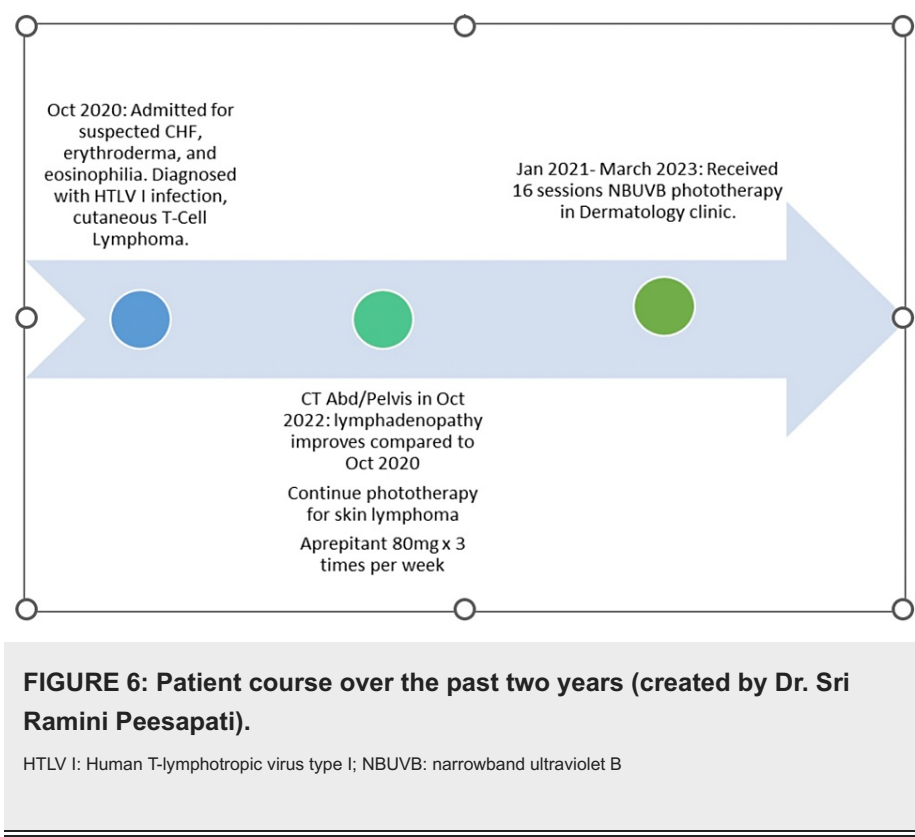 Oct 2020: Admitted for
suspected CHF,
erythroderma, and
eosinophilia. Diagnosed
with HTLV I infection,
cutaneous T-Cell
Lymphoma.
CT Abd/Pelvis in Oct
2022: lymphadenopathy
improves compared to
Oct 2020
Continue phototherapy
for skin lymphoma
Aprepitant 80mg x 3
times per week
Jan 2021- March 2023: Received
16 sessions NBUVB phototherapy
in Dermatology clinic.
FIGURE 6: Patient course over the past two years (created by Dr. Sri
Ramini Peesapati).
HTLV I: Human T-lymphotropic virus type I; NBUVB: narrowband ultraviolet B